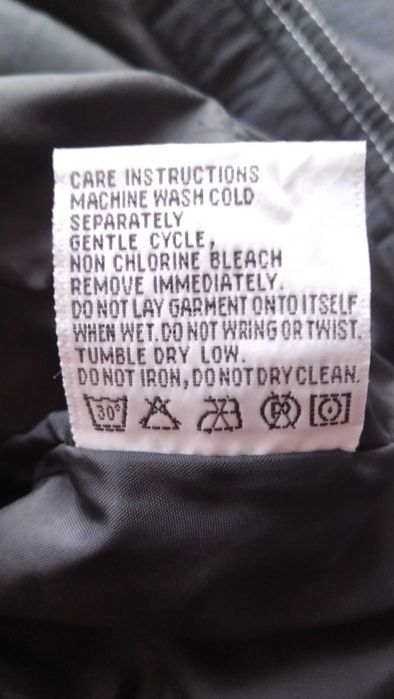 CARE INSTRUCTIONS
MACHINE WASH COLD
SEPARATELY
GENTLE CYCLE,
NON CHLORINE BLEACH
REMOVE IMMEDIATELY.
DO NOT LAY GARMENT ONTO ITSELF
WHEN WET. DO NOT WRING OR TWIST.
TUMBLE DRY LOW.
DO NOT IRON, DO NOT DRY CLEAN.
30° P